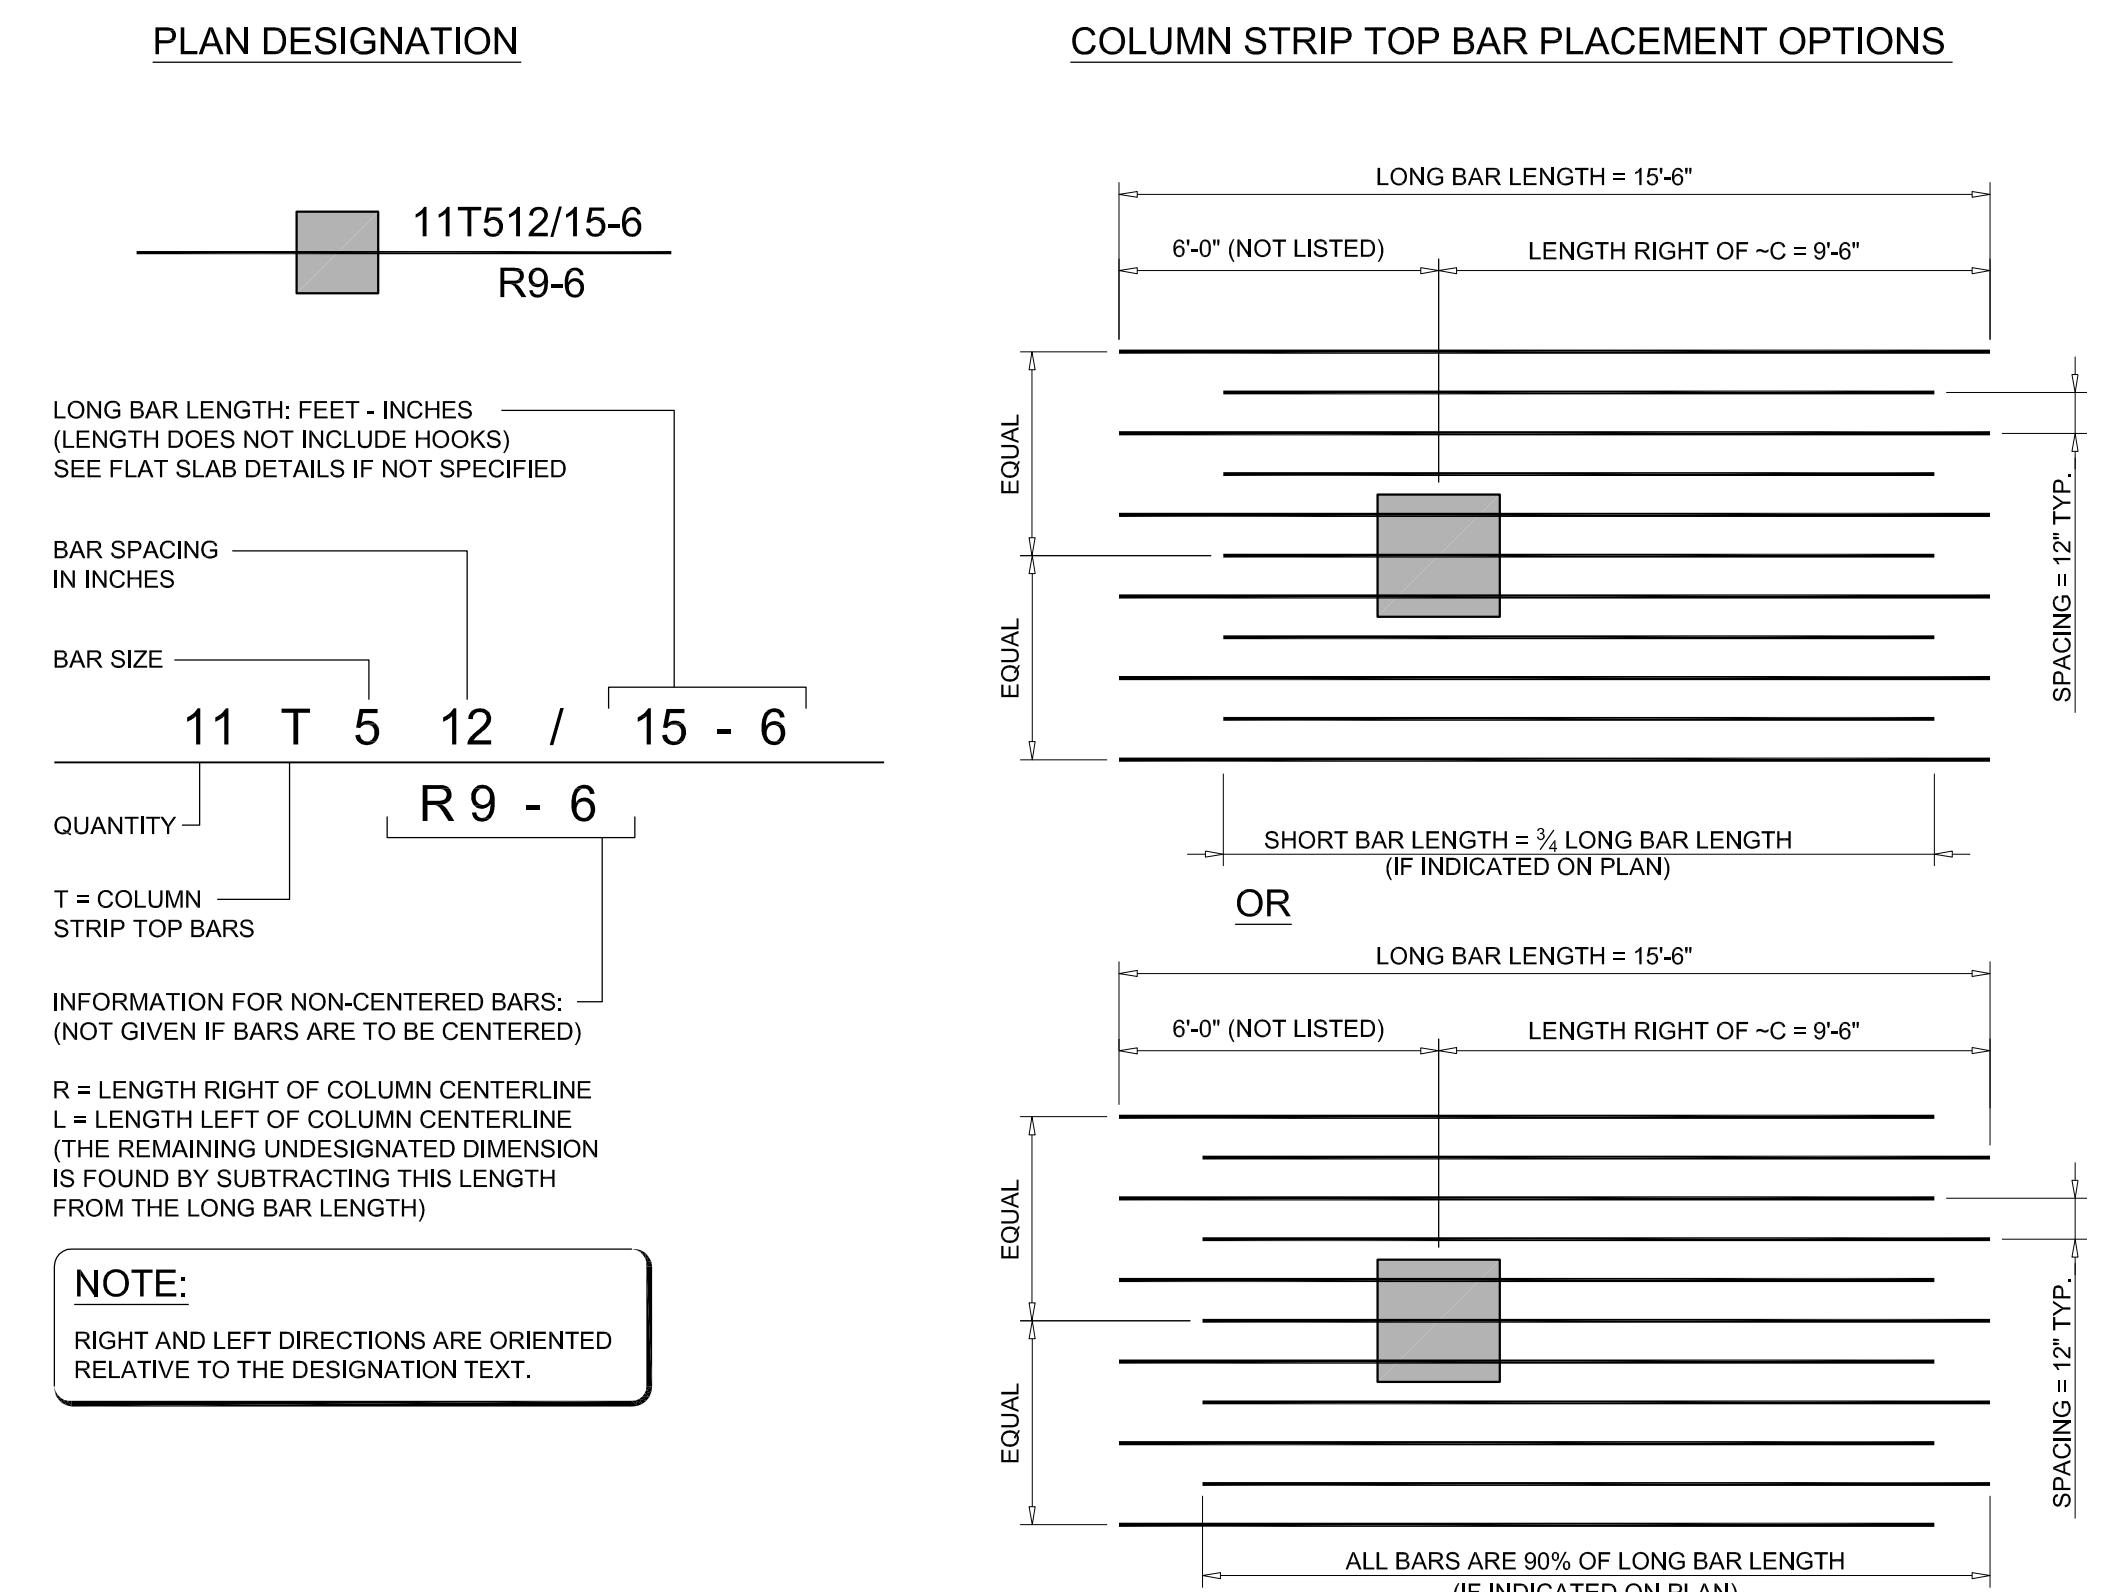 PLAN DESIGNATION
11T512/15-6
R9-6
LONG BAR LENGTH: FEET - INCHES
(LENGTH DOES NOT INCLUDE HOOKS)
SEE FLAT SLAB DETAILS IF NOT SPECIFIED
BAR SPACING
IN INCHES
BAR SIZE
11 T 5 12 / 15 - 6
R 9 - 6
QUANTITY
T = COLUMN
STRIP TOP BARS
INFORMATION FOR NON-CENTERED BARS:
(NOT GIVEN IF BARS ARE TO BE CENTERED)
R = LENGTH RIGHT OF COLUMN CENTERLINE
L = LENGTH LEFT OF COLUMN CENTERLINE
(THE REMAINING UNDESIGNATED DIMENSION
IS FOUND BY SUBTRACTING THIS LENGTH
FROM THE LONG BAR LENGTH)
NOTE:
RIGHT AND LEFT DIRECTIONS ARE ORIENTED
RELATIVE TO THE DESIGNATION TEXT.
COLUMN STRIP TOP BAR PLACEMENT OPTIONS
LONG BAR LENGTH = 15'-6"
6'-0" (NOT LISTED)
LENGTH RIGHT OF ~C = 9'-6"
EQUAL
EQUAL
SPACING = 12" TYP.
SHORT BAR LENGTH = ¾ LONG BAR LENGTH
(IF INDICATED ON PLAN)
OR
LONG BAR LENGTH = 15'-6"
6'-0" (NOT LISTED)
LENGTH RIGHT OF ~C = 9'-6"
EQUAL
EQUAL
SPACING = 12" TYP.
ALL BARS ARE 90% OF LONG BAR LENGTH
(IF INDICATED ON PLAN)